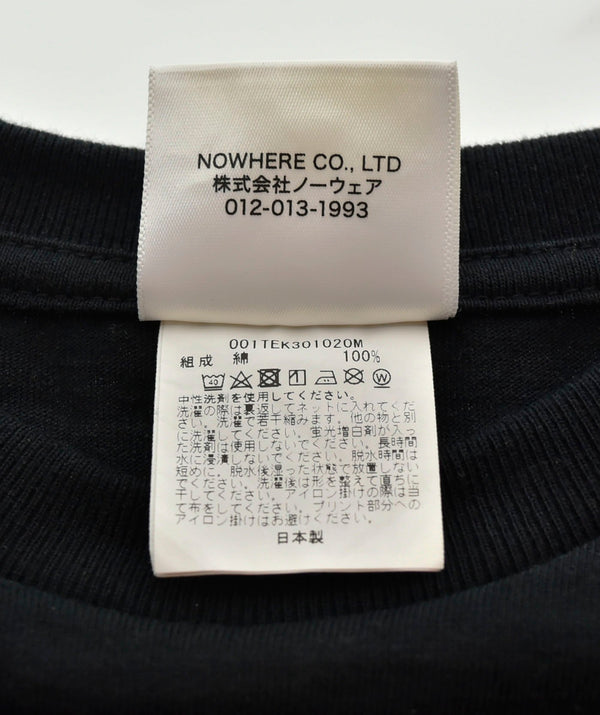 NOWHERE CO., LTD
株式会社ノーウェア
012-013-1993
001TEK301020M
組成 綿 100%
40
W
中性洗剤を使用してください。
洗濯の際は裏返してネットに入れてくだ
さい。洗濯で若干縮みます。他の物と別
に洗濯してください。蛍光増白剤が入っ
た洗剤は使用しないでください。長時間
水に浸漬しないでください。脱水時間は
短めに、脱水後湿った状態で放置しない
でください。洗濯後は形を整えて直ちに
干してください。アイロン掛けの際は当
て布をしてください。プリント部分への
アイロン掛けはお避けください。
日本製